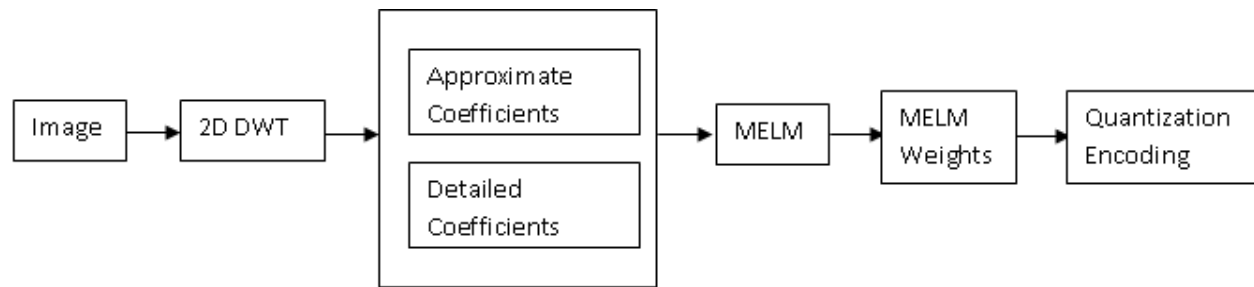 Image
2D DWT
Approximate
Coefficients
Detailed
Coefficients
MELM
MELM
Weights
Quantization
Encoding